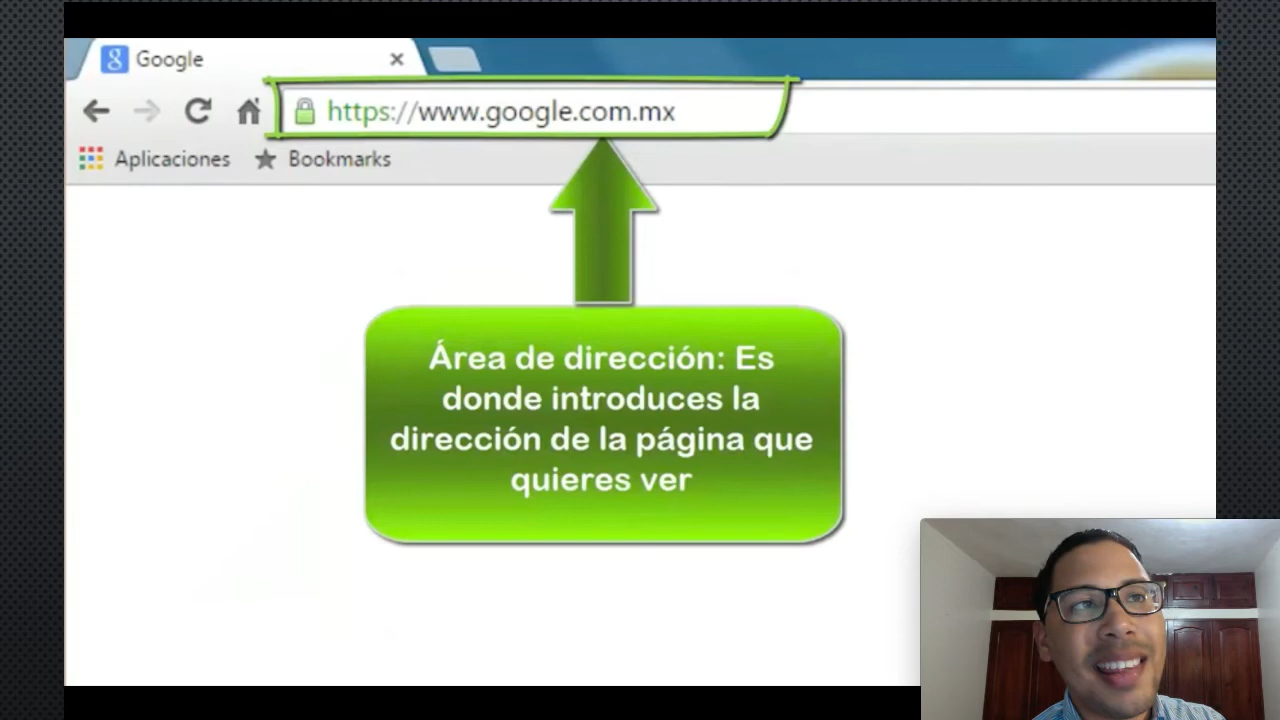 Google
https://www.google.com.mx
Aplicaciones
Bookmarks
Área de dirección: Es
donde introduces la
dirección de la página que
quieres ver